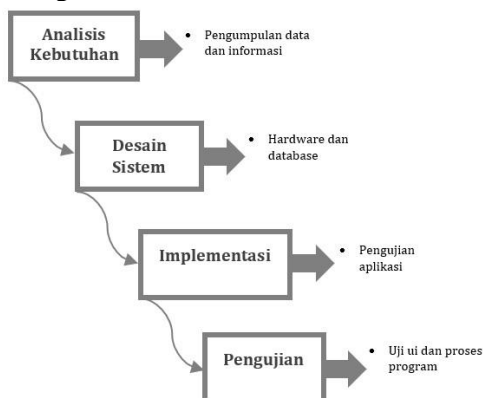 Analisis
Kebutuhan
• Pengumpulan data
dan informasi
Desain
Sistem
• Hardware dan
database
Implementasi
• Pengujian
aplikasi
Pengujian
• Uji ui dan proses
program